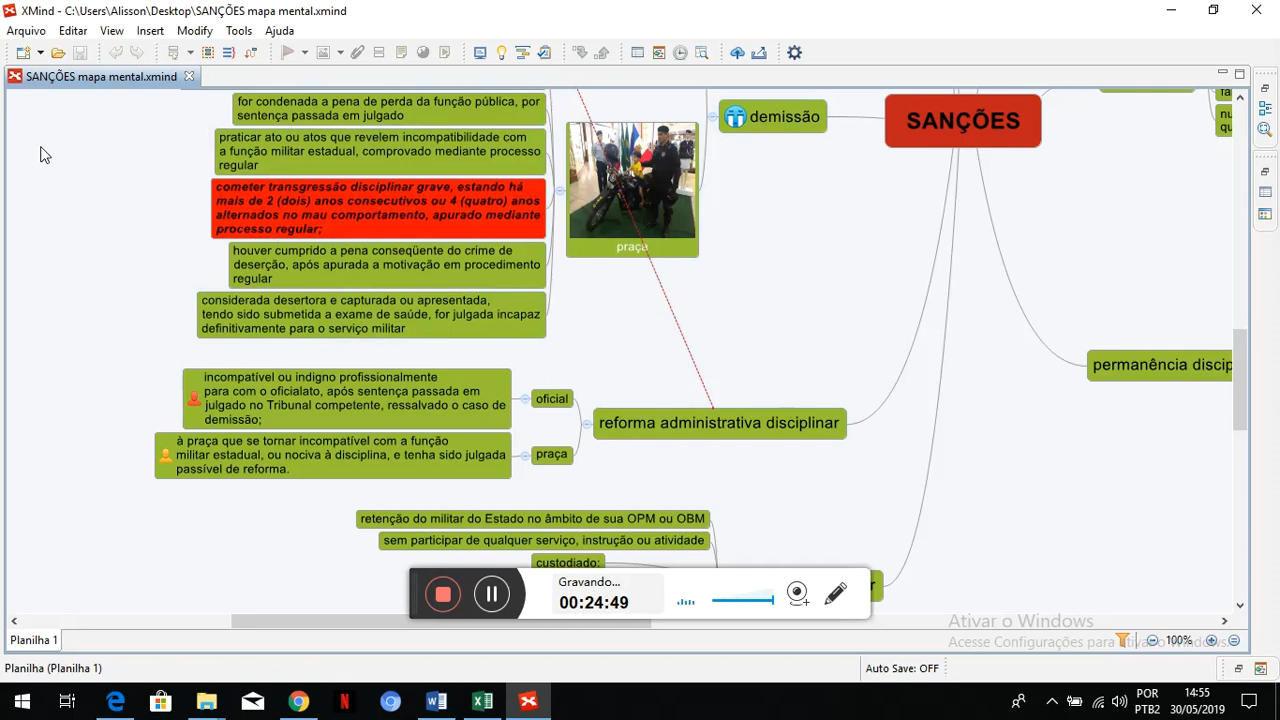 XMind - C:\Users\Alisson\Desktop\SANÇÕES mapa mental.xmind
Arquivo Editar View Insert Modify Tools Ajuda
SANÇÕES mapa mental.xmind
for condenada a pena de perda da função pública, por
sentença passada em julgado
praticar ato ou atos que revelem incompatibilidade com
a função militar estadual, comprovado mediante processo
regular
cometer transgressão disciplinar grave, estando há
mais de 2 (dois) anos consecutivos ou 4 (quatro) anos
alternados no mau comportamento, apurado mediante
processo regular;
houver cumprido a pena conseqüente do crime de
deserção, após apurada a motivação em procedimento
regular
considerada desertora e capturada ou apresentada,
tendo sido submetida a exame de saúde, for julgada incapaz
definitivamente para o serviço militar
praça
demissão
SANÇÕES
permanência discip
incompatível ou indigno profissionalmente
para com o oficialato, após sentença passada em
julgado no Tribunal competente, ressalvado o caso de
demissão;
oficial
à praça que se tornar incompatível com a função
militar estadual, ou nociva à disciplina, e tenha sido julgada
passível de reforma.
praça
reforma administrativa disciplinar
retenção do militar do Estado no âmbito de sua OPM ou OBM
sem participar de qualquer serviço, instrução ou atividade
custodiado:
r
Gravando...
00:24:49
Ativar o Windows
Acesse Configurações para ativar o Windows.
Planilha 1
100%
Planilha (Planilha 1)
Auto Save: OFF
POR
PTB2
14:55
30/05/2019